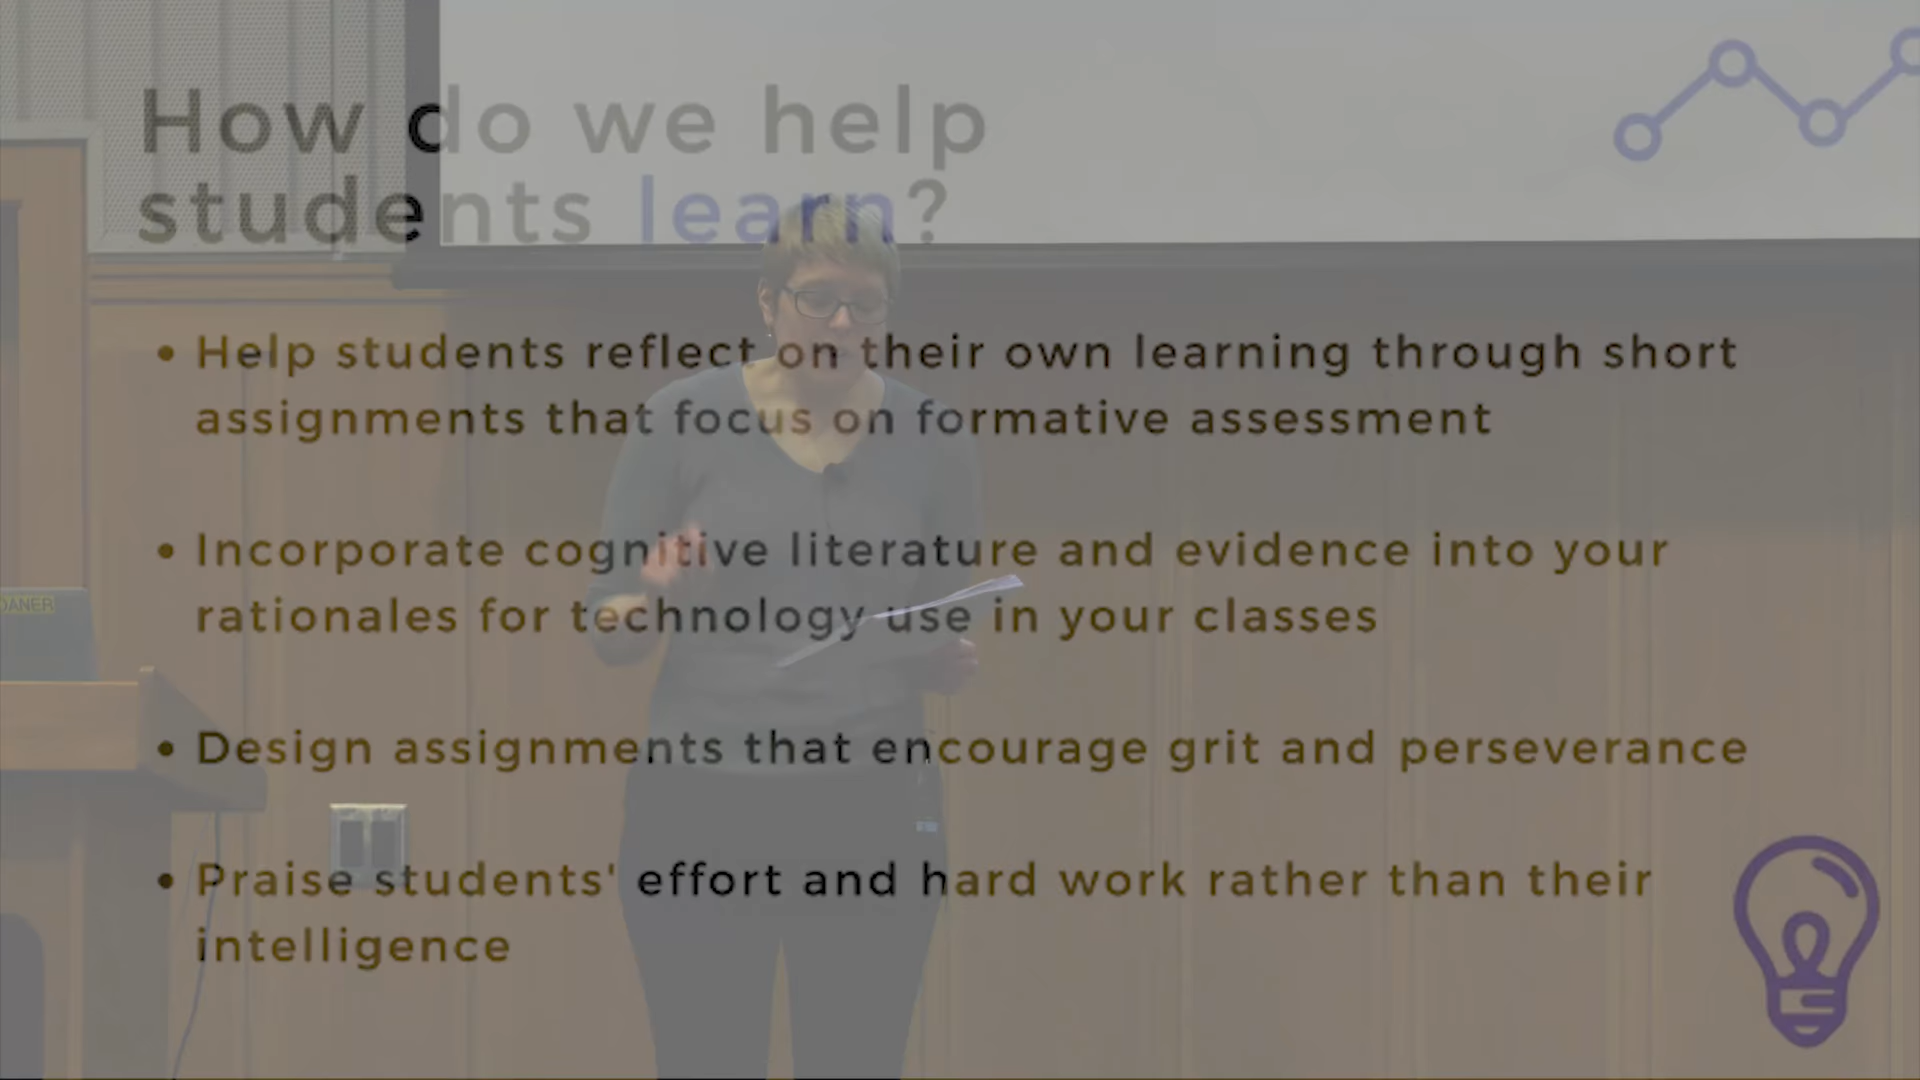 How do we help
students learn?
• Help students reflect on their own learning through short
assignments that focus on formative assessment
• Incorporate cognitive literature and evidence into your
rationales for technology use in your classes
DANER
• Design assignments that encourage grit and perseverance
• Praise students' effort and hard work rather than their
intelligence